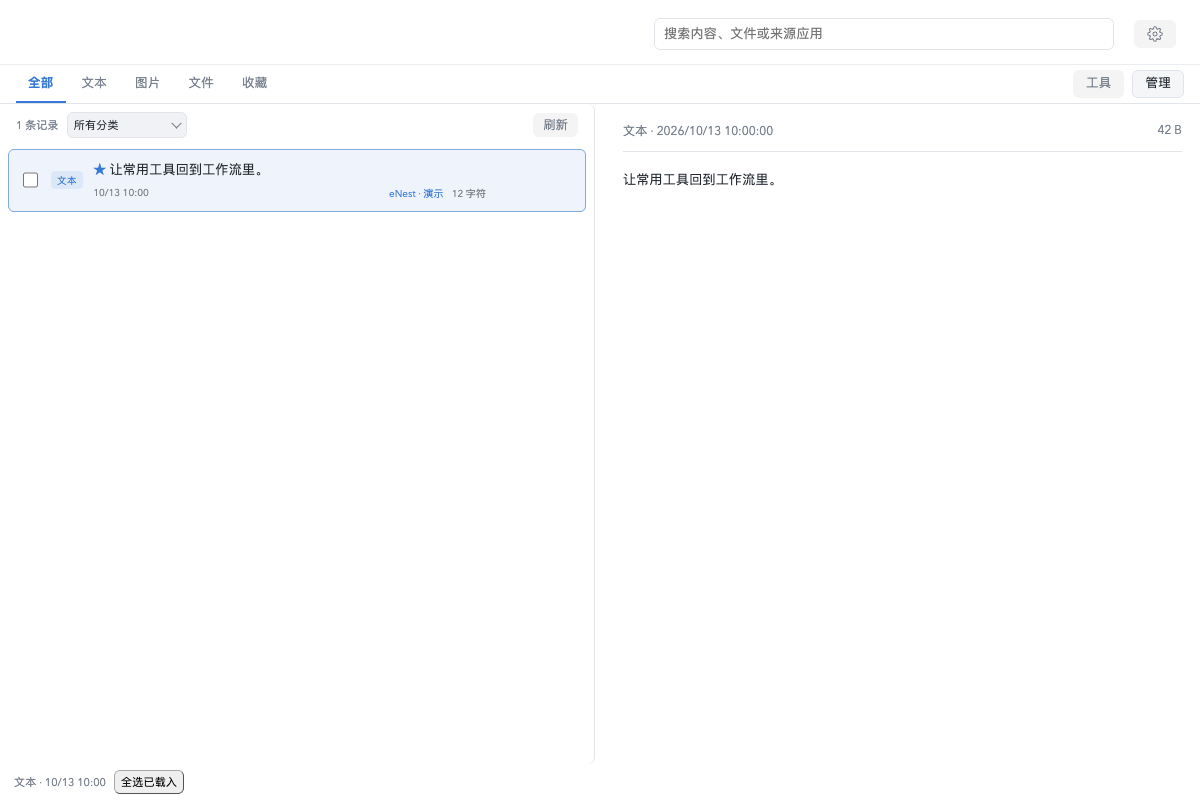 搜索内容、文件或来源应用
全部 文本 图片 文件 收藏 工具 管理
1 条记录 所有分类 刷新
文本 ★ 让常用工具回到工作流里。
10/13 10:00 eNest · 演示 12 字符
文本 · 2026/10/13 10:00:00 42 B
让常用工具回到工作流里。
文本 · 10/13 10:00 全选已载入